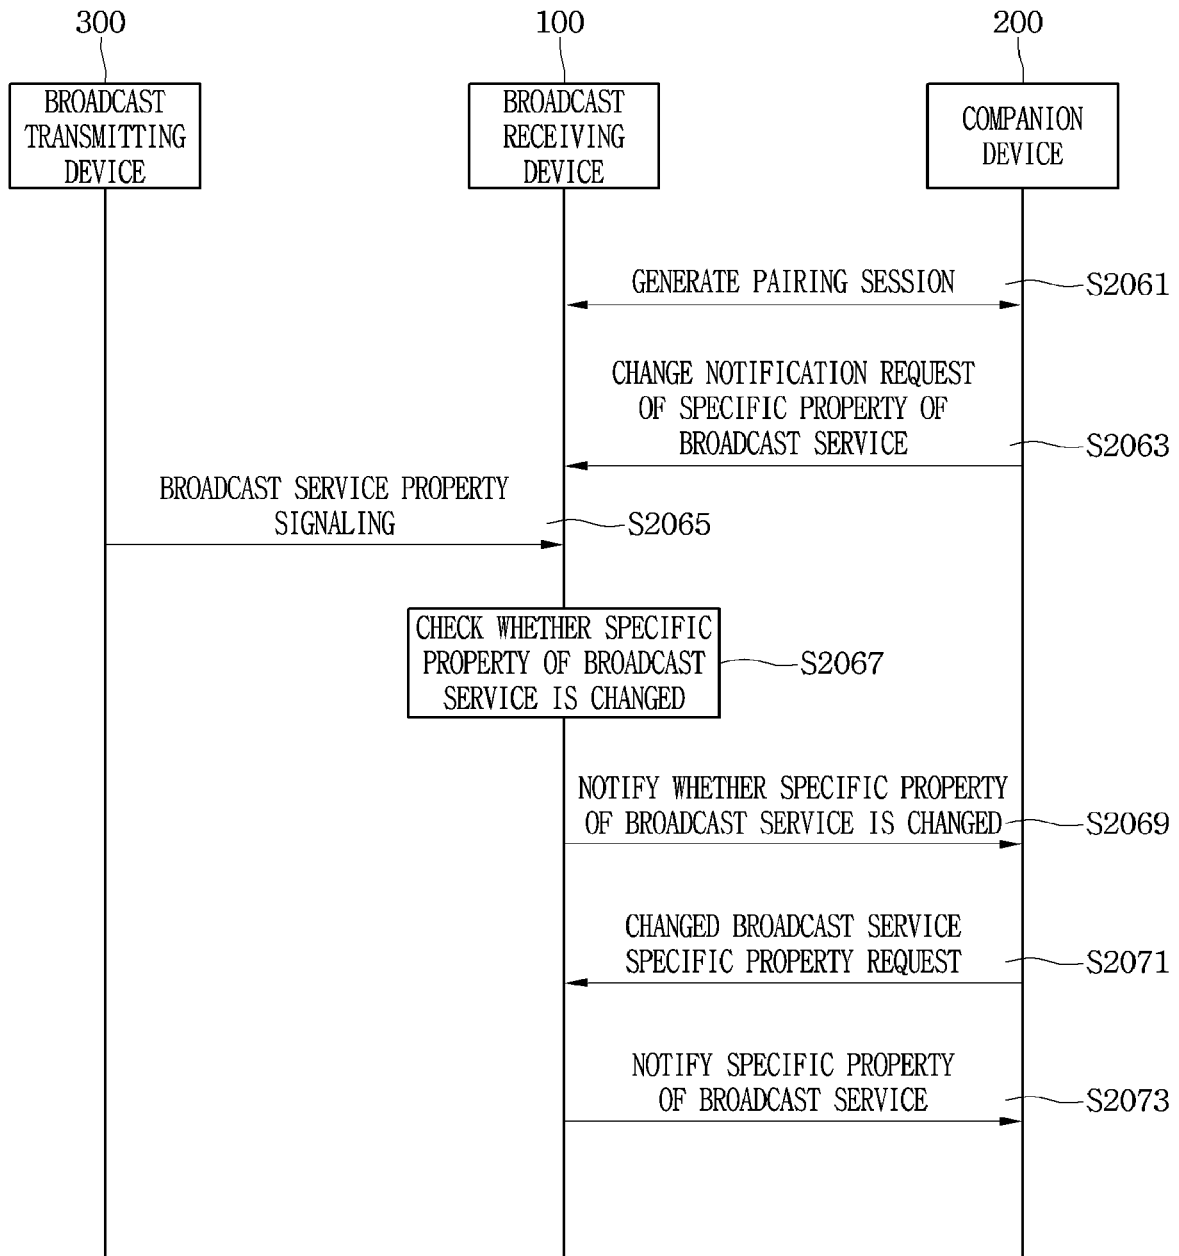 300
100
200
BROADCAST
TRANSMITTING
DEVICE
BROADCAST
RECEIVING
DEVICE
COMPANION
DEVICE
GENERATE PAIRING SESSION
S2061
CHANGE NOTIFICATION REQUEST
OF SPECIFIC PROPERTY OF
BROADCAST SERVICE
S2063
BROADCAST SERVICE PROPERTY
SIGNALING
S2065
CHECK WHETHER SPECIFIC
PROPERTY OF BROADCAST
SERVICE IS CHANGED
S2067
NOTIFY WHETHER SPECIFIC PROPERTY
OF BROADCAST SERVICE IS CHANGED
S2069
CHANGED BROADCAST SERVICE
SPECIFIC PROPERTY REQUEST
S2071
NOTIFY SPECIFIC PROPERTY
OF BROADCAST SERVICE
S2073